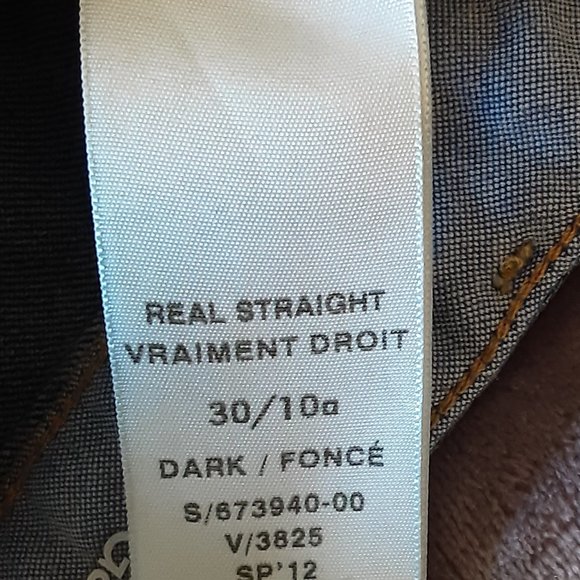 REAL STRAIGHT
VRAIMENT DROIT
30/10a
DARK / FONCÉ
S/673940-00
V/3825
SP'12